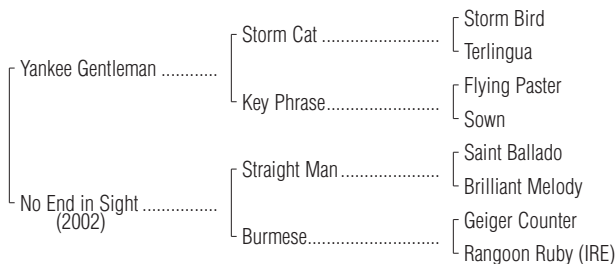 Storm Bird
Storm Cat ........................
Terlingua
Yankee Gentleman ............
Flying Paster
Key Phrase........................
Sown
Saint Ballado
Straight Man .....................
Brilliant Melody
No End in Sight ................
(2002)
Geiger Counter
Burmese............................
Rangoon Ruby (IRE)